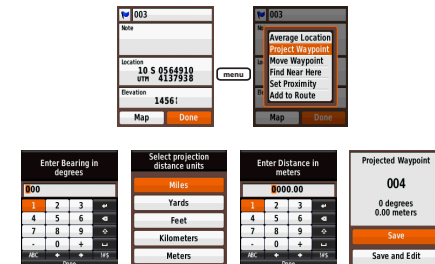 003
Note
Location
10 S 0564910
UTM 4137938
Elevation
1456
Map
Done
menu
003
Average Location
Project Waypoint
Move Waypoint
Find Near Here
Set Proximity
Add to Route
Map
Done
Enter Bearing in
degrees
000
1 2 3
4 5 6
7 8 9
- 0 +
ABC
!#$
Done
Select projection
distance units
Miles
Yards
Feet
Kilometers
Meters
Enter Distance in
meters
0000.00
1 2 3
4 5 6
7 8 9
- 0 +
ABC
!#$
Done
Projected Waypoint
004
0 degrees
0.00 meters
Save
Save and Edit